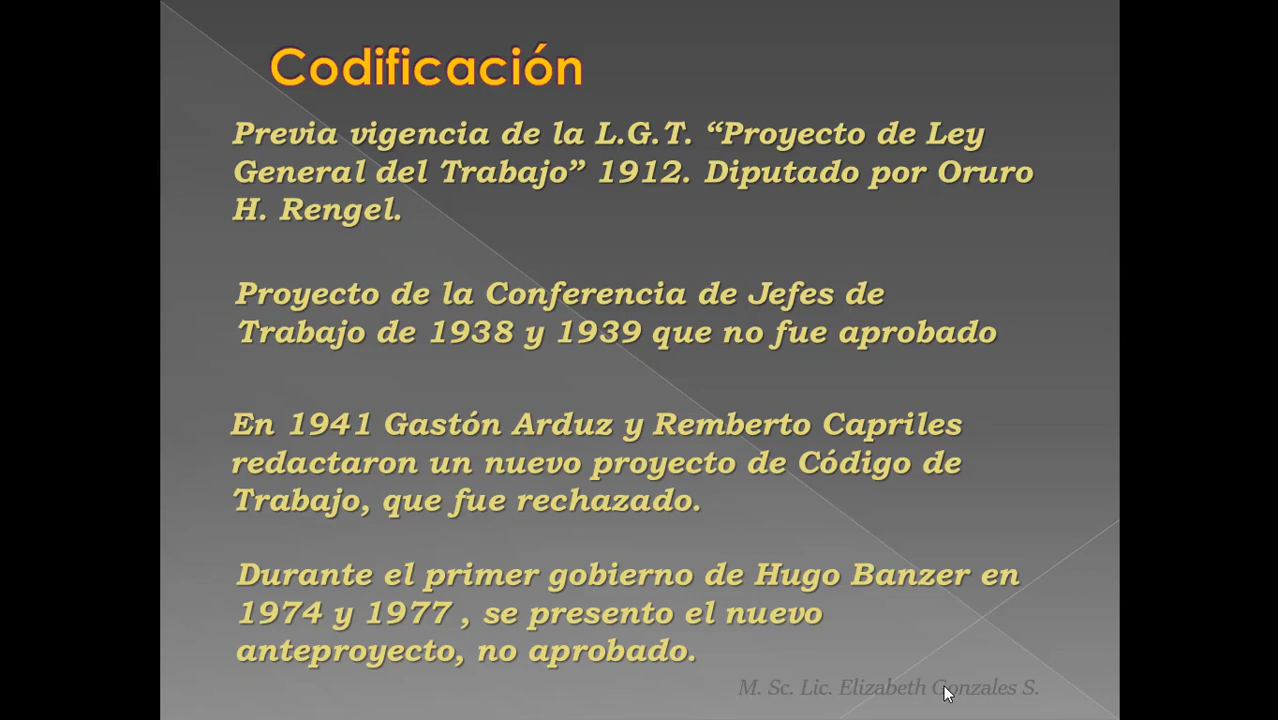 Codificación
Previa vigencia de la L.G.T. “Proyecto de Ley
General del Trabajo” 1912. Diputado por Oruro
H. Rengel.
Proyecto de la Conferencia de Jefes de
Trabajo de 1938 y 1939 que no fue aprobado
En 1941 Gastón Arduz y Remberto Capriles
redactaron un nuevo proyecto de Código de
Trabajo, que fue rechazado.
Durante el primer gobierno de Hugo Banzer en
1974 y 1977 , se presento el nuevo
anteproyecto, no aprobado.
M. Sc. Lic. Elizabeth Gonzales S.